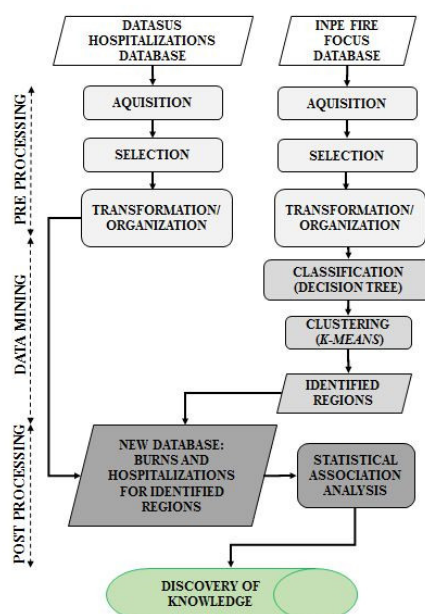 DATASUS
HOSPITALIZATIONS
DATABASE
INPE FIRE
FOCUS
DATABASE
PRE PROCESSING
AQUISITION
AQUISITION
SELECTION
SELECTION
TRANSFORMATION/
ORGANIZATION
TRANSFORMATION/
ORGANIZATION
DATA MINING
CLASSIFICATION
(DECISION TREE)
CLUSTERING
(K-MEANS)
IDENTIFIED
REGIONS
POST PROCESSING
NEW DATABASE:
BURNS AND
HOSPITALIZATIONS
FOR IDENTIFIED
REGIONS
STATISTICAL
ASSOCIATION
ANALYSIS
DISCOVERY OF
KNOWLEDGE